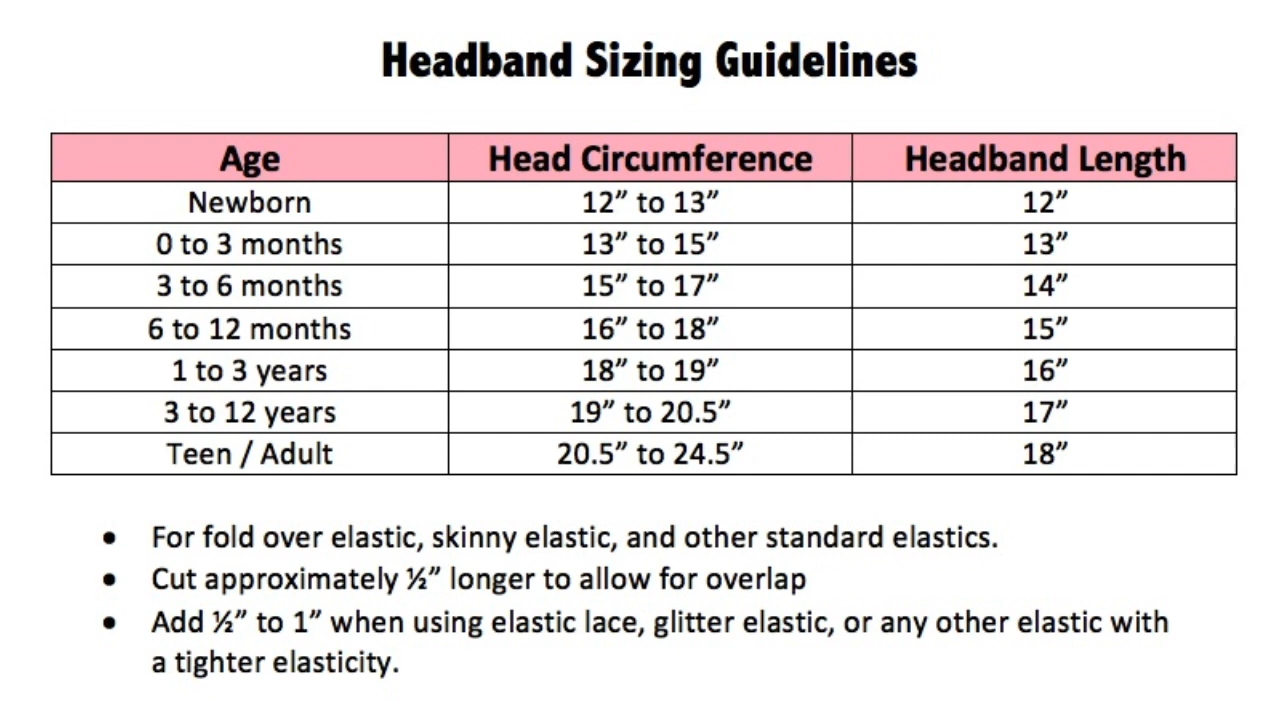 Headband Sizing Guidelines
Age Head Circumference Headband Length
Newborn 12” to 13” 12”
0 to 3 months 13” to 15” 13”
3 to 6 months 15” to 17” 14”
6 to 12 months 16” to 18” 15”
1 to 3 years 18” to 19” 16”
3 to 12 years 19” to 20.5” 17”
Teen / Adult 20.5” to 24.5” 18”
• For fold over elastic, skinny elastic, and other standard elastics.
• Cut approximately ½” longer to allow for overlap
• Add ½” to 1” when using elastic lace, glitter elastic, or any other elastic with
a tighter elasticity.